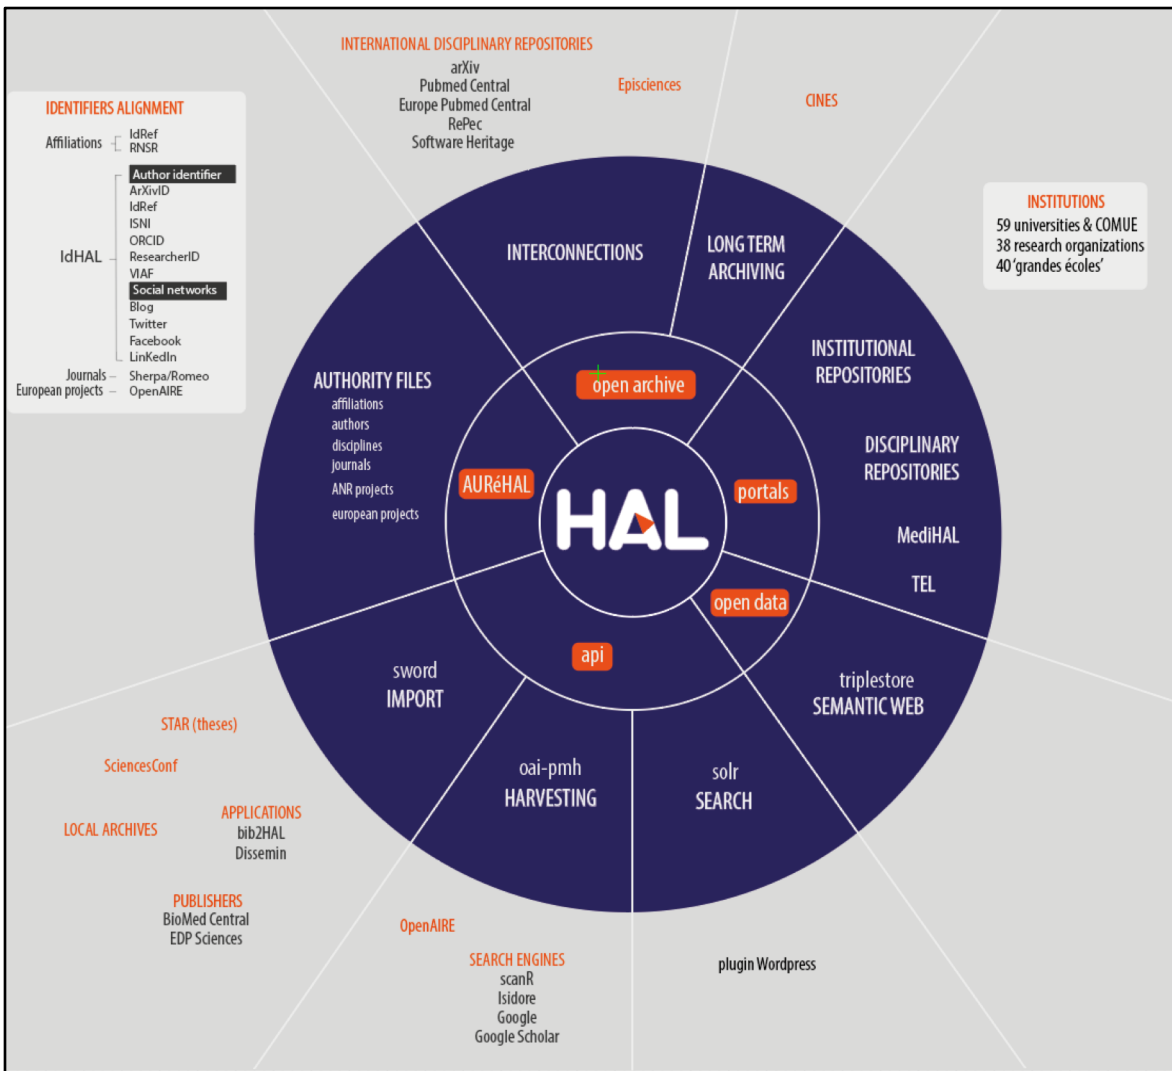 INTERNATIONAL DISCIPLINARY REPOSITORIES
arXiv
Pubmed Central
Europe Pubmed Central
RePec
Software Heritage
Episciences
CINES
IDENTIFIERS ALIGNMENT
Affiliations
IdRef
RNSR
IdHAL
Author identifier
ArXivID
IdRef
ISNI
ORCID
ResearcherID
VIAF
Social networks
Blog
Twitter
Facebook
LinKedIn
Journals – Sherpa/Romeo
European projects – OpenAIRE
INSTITUTIONS
59 universities & COMUE
38 research organizations
40 ‘grandes écoles’
INTERCONNECTIONS
LONG TERM
ARCHIVING
INSTITUTIONAL
REPOSITORIES
DISCIPLINARY
REPOSITORIES
MediHAL
TEL
AUTHORITY FILES
affiliations
authors
disciplines
journals
ANR projects
european projects
open archive
AURéHAL
HAL
portals
open data
api
sword
IMPORT
oai-pmh
HARVESTING
solr
SEARCH
triplestore
SEMANTIC WEB
STAR (theses)
SciencesConf
LOCAL ARCHIVES
APPLICATIONS
bib2HAL
Dissemin
PUBLISHERS
BioMed Central
EDP Sciences
OpenAIRE
SEARCH ENGINES
scanR
Isidore
Google
Google Scholar
plugin Wordpress